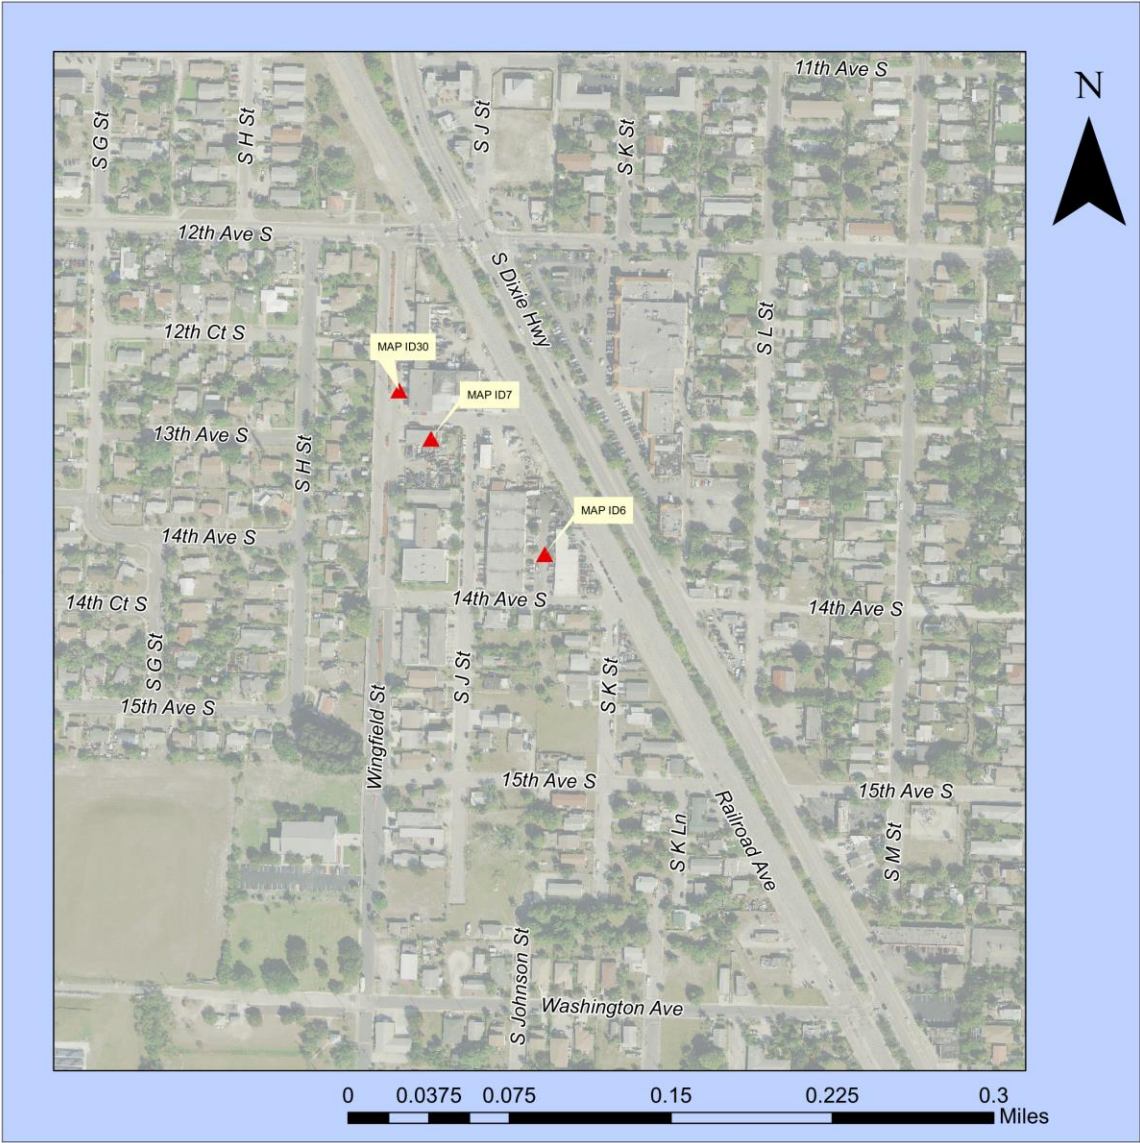 11th Ave S
N
S G St
S H St
S J St
S K St
12th Ave S
S Dixie Hwy
12th Ct S
S L St
MAP ID30
MAP ID7
13th Ave S
S H St
MAP ID6
14th Ave S
14th Ct S
14th Ave S
14th Ave S
S G St
S J St
S K St
15th Ave S
Wingfield St
15th Ave S
15th Ave S
Railroad Ave
S K Ln
S M St
S Johnson St
Washington Ave
0 0.0375 0.075 0.15 0.225 0.3
Miles